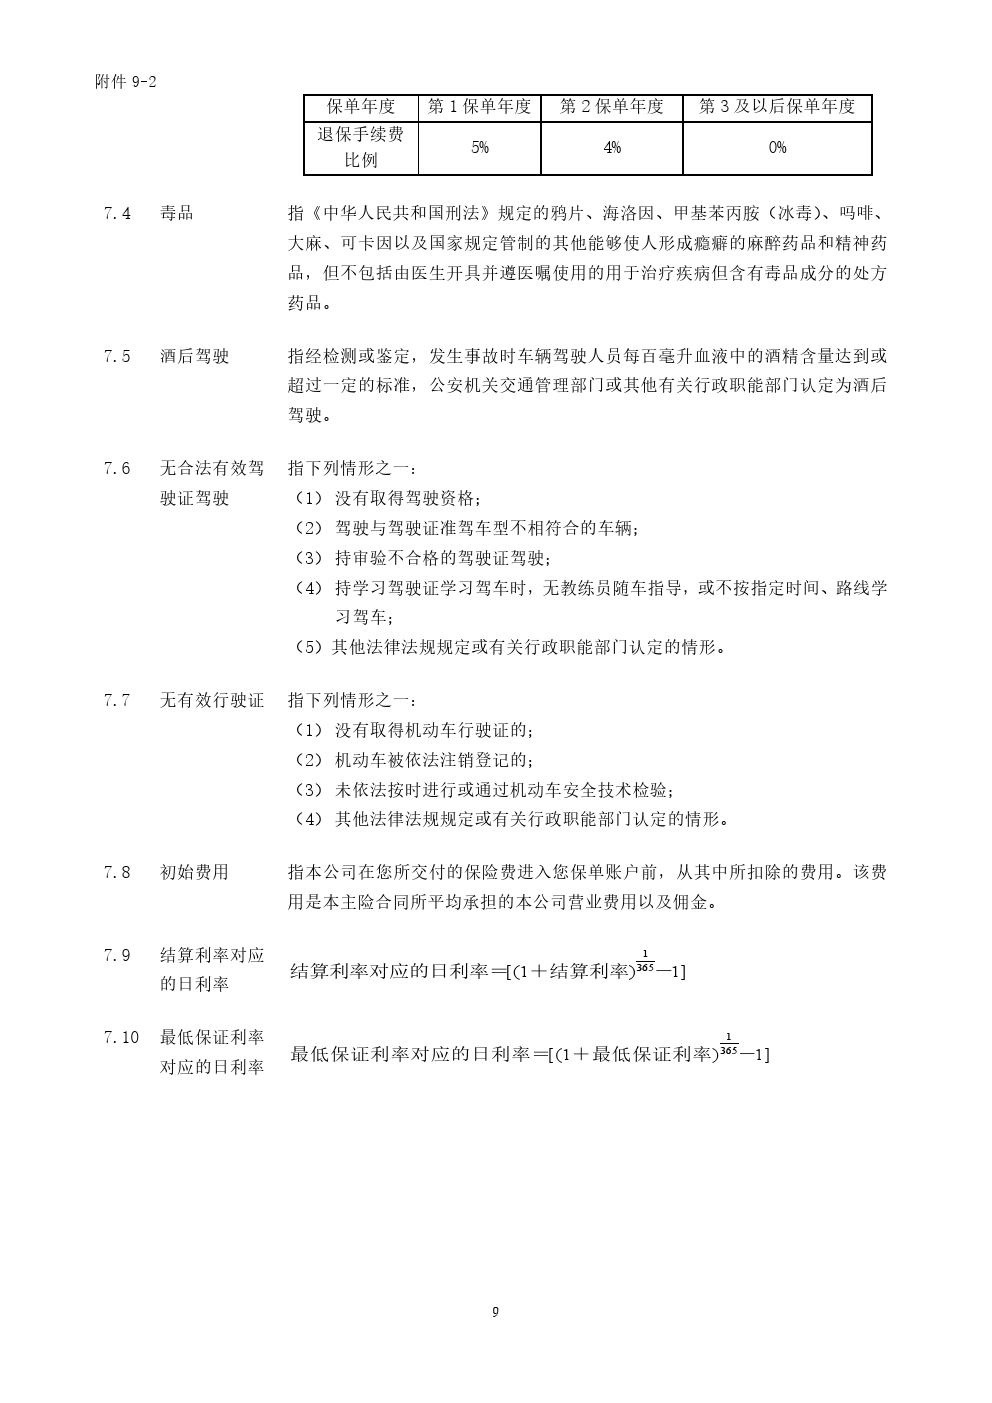 附件 9-2
保单年度 第 1 保单年度 第 2 保单年度 第 3 及以后保单年度
退保手续费
比例 5% 4% 0%
7.4 毒品 指《中华人民共和国刑法》规定的鸦片、海洛因、甲基苯丙胺（冰毒）、吗啡、
大麻、可卡因以及国家规定管制的其他能够使人形成瘾癖的麻醉药品和精神药
品，但不包括由医生开具并遵医嘱使用的用于治疗疾病但含有毒品成分的处方
药品。
7.5 酒后驾驶 指经检测或鉴定，发生事故时车辆驾驶人员每百毫升血液中的酒精含量达到或
超过一定的标准，公安机关交通管理部门或其他有关行政职能部门认定为酒后
驾驶。
7.6 无合法有效驾 指下列情形之一：
驶证驾驶 （1） 没有取得驾驶资格；
（2） 驾驶与驾驶证准驾车型不相符合的车辆；
（3） 持审验不合格的驾驶证驾驶；
（4） 持学习驾驶证学习驾车时，无教练员随车指导，或不按指定时间、路线学
习驾车；
（5）其他法律法规规定或有关行政职能部门认定的情形。
7.7 无有效行驶证 指下列情形之一：
（1） 没有取得机动车行驶证的；
（2） 机动车被依法注销登记的；
（3） 未依法按时进行或通过机动车安全技术检验；
（4） 其他法律法规规定或有关行政职能部门认定的情形。
7.8 初始费用 指本公司在您所交付的保险费进入您保单账户前，从其中所扣除的费用。该费
用是本主险合同所平均承担的本公司营业费用以及佣金。
7.9 结算利率对应
的日利率 结算利率对应的日利率=[(1＋结算利率)^{1/365}－1]
7.10 最低保证利率
对应的日利率 最低保证利率对应的日利率=[(1＋最低保证利率)^{1/365}－1]
9